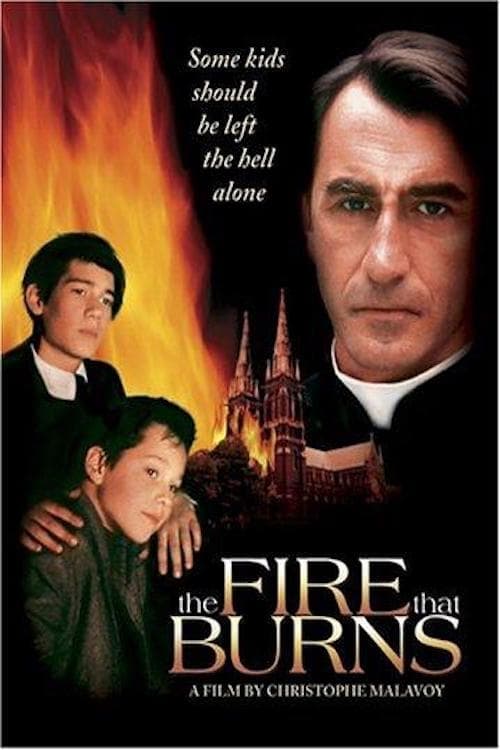 Some kids
should
be left
the hell
alone
the FIRE that
BURNS
A FILM BY CHRISTOPHE MALAVOY